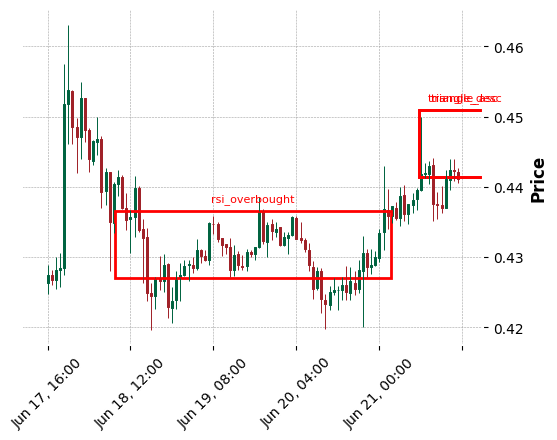 0.46
0.45
0.44
0.43
0.42
Price
rsi_overbought
Jun 17, 16:00
Jun 18, 12:00
Jun 19, 08:00
Jun 20, 04:00
Jun 21, 00:00